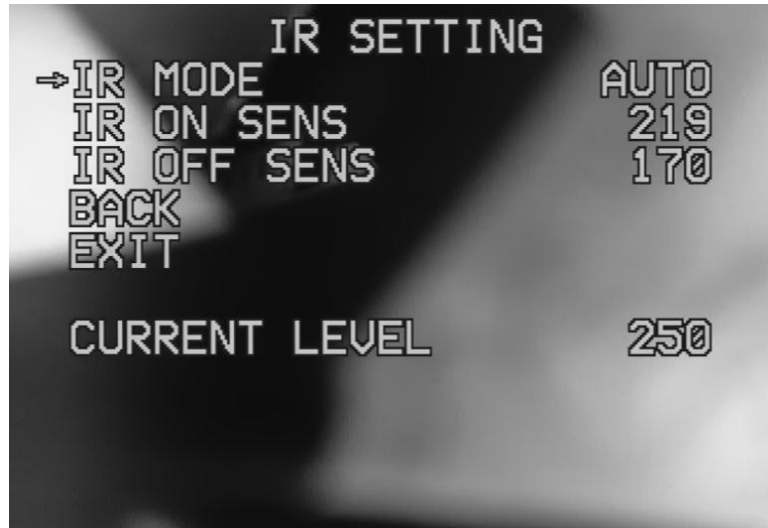 IR SETTING
⇒IR MODE AUTO
IR ON SENS 219
IR OFF SENS 170
BACK
EXIT
CURRENT LEVEL 250